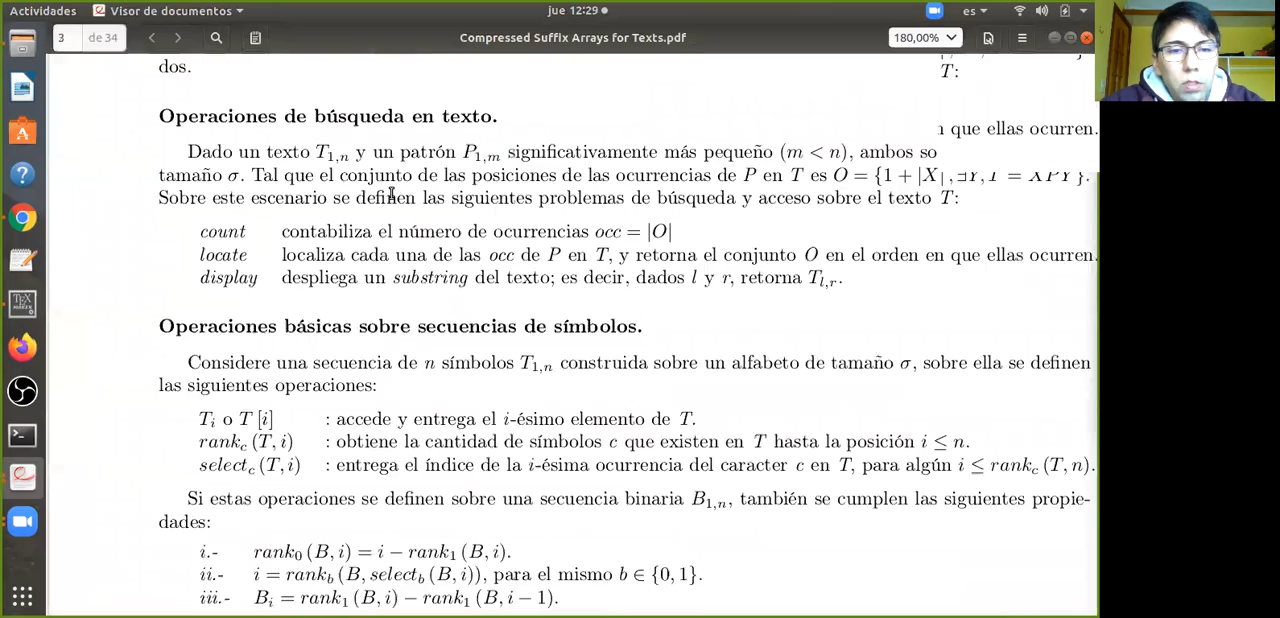 Actividades Visor de documentos jue 12:29 es
3 de 34 Compressed Suffix Arrays for Texts.pdf 180,00%
dos.
T:
Operaciones de búsqueda en texto.
n que ellas ocurren.
Dado un texto T₁,ₙ y un patrón P₁,ₘ significativamente más pequeño (m < n), ambos so
tamaño σ. Tal que el conjunto de las posiciones de las ocurrencias de P en T es O = {1 + |X|, ∃Y, T = XPY}.
Sobre este escenario se definen las siguientes problemas de búsqueda y acceso sobre el texto T:
count contabiliza el número de ocurrencias occ = |O|
locate localiza cada una de las occ de P en T, y retorna el conjunto O en el orden en que ellas ocurren.
display despliega un substring del texto; es decir, dados l y r, retorna Tₗ,ᵣ.
Operaciones básicas sobre secuencias de símbolos.
Considere una secuencia de n símbolos T₁,ₙ construida sobre un alfabeto de tamaño σ, sobre ella se definen
las siguientes operaciones:
Tᵢ o T [i] : accede y entrega el i-ésimo elemento de T.
rank_c (T, i) : obtiene la cantidad de símbolos c que existen en T hasta la posición i ≤ n.
select_c (T, i) : entrega el índice de la i-ésima ocurrencia del caracter c en T, para algún i ≤ rank_c (T, n).
Si estas operaciones se definen sobre una secuencia binaria B₁,ₙ, también se cumplen las siguientes propie-
dades:
i.- rank₀ (B, i) = i − rank₁ (B, i).
ii.- i = rank_b (B, select_b (B, i)), para el mismo b ∈ {0, 1}.
iii.- Bᵢ = rank₁ (B, i) − rank₁ (B, i − 1).